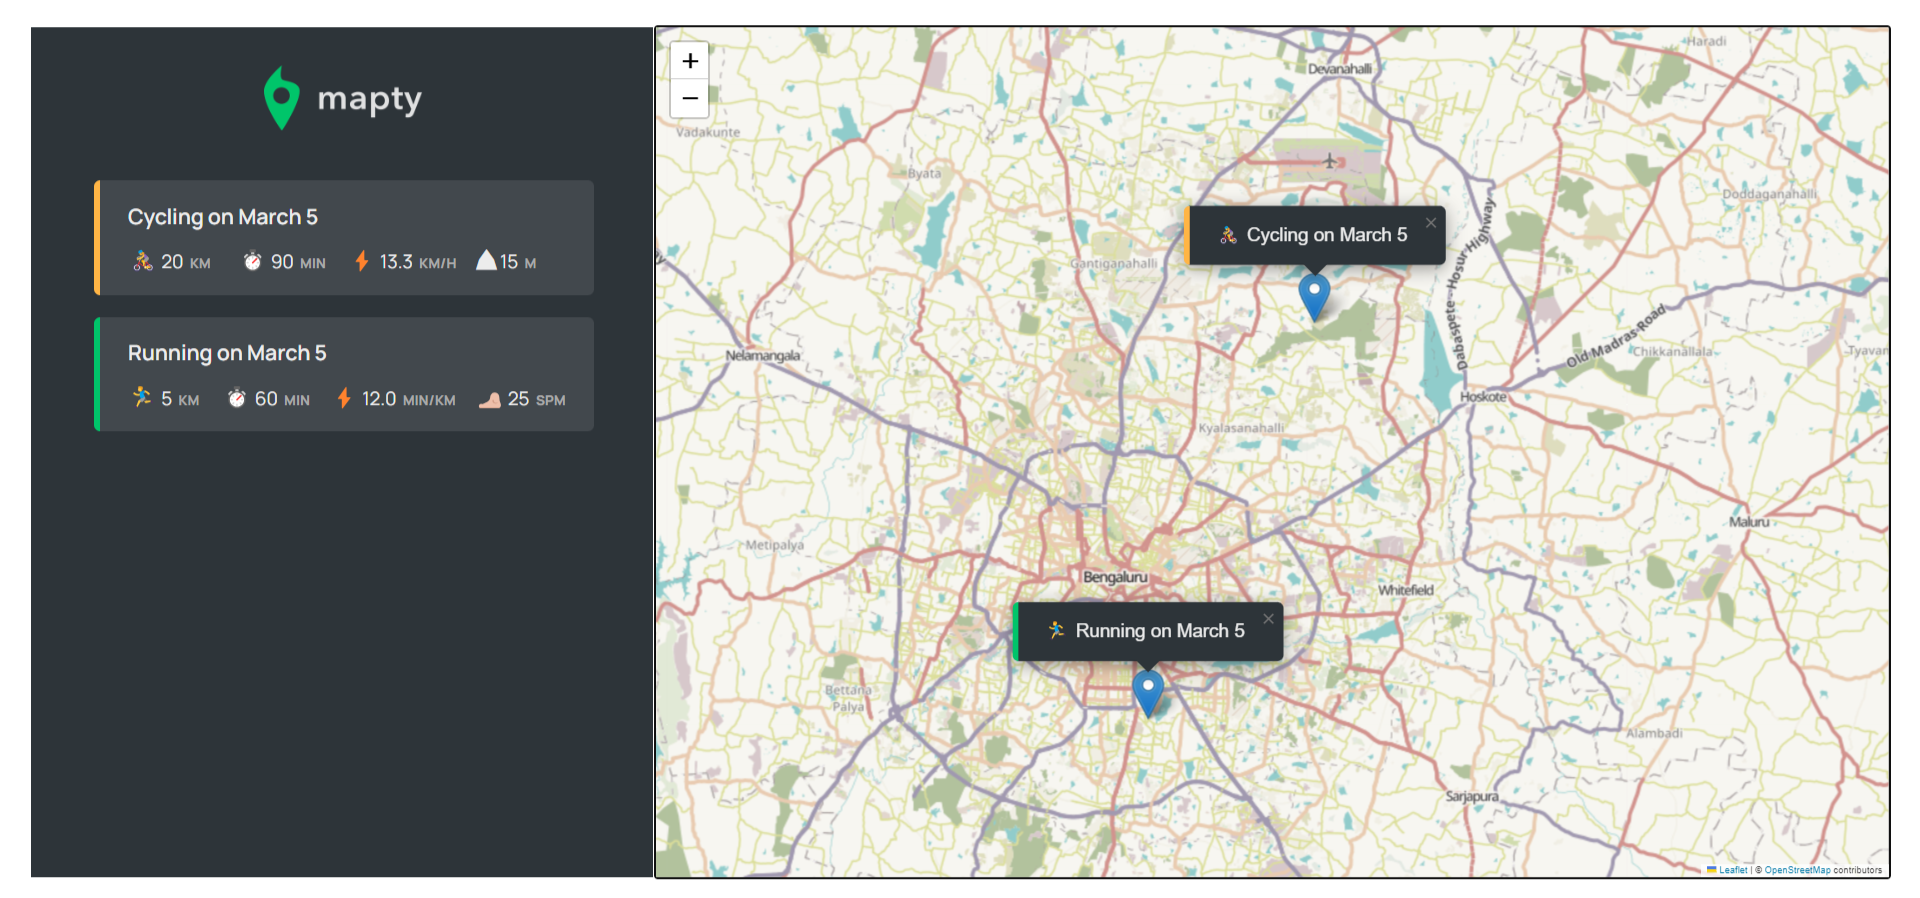 mapty
Cycling on March 5
20 KM 90 MIN 13.3 KM/H 15 M
Running on March 5
5 KM 60 MIN 12.0 MIN/KM 25 SPM
+
−
Haradi
Devanahalli
Vadakunte
Byata
Doddaganahalli
Cycling on March 5 ×
Gantiganahalli
Dabaspete - Hosur Highway
Old Madras Road
Nelamangala
Chikkanallala
Tyavan
Hoskote
Kyalasanahalli
Maluru
Metipalya
Bengaluru
Whitefield
Running on March 5 ×
Bettana
Palya
Alambadi
Sarjapura
Leaflet | © OpenStreetMap contributors